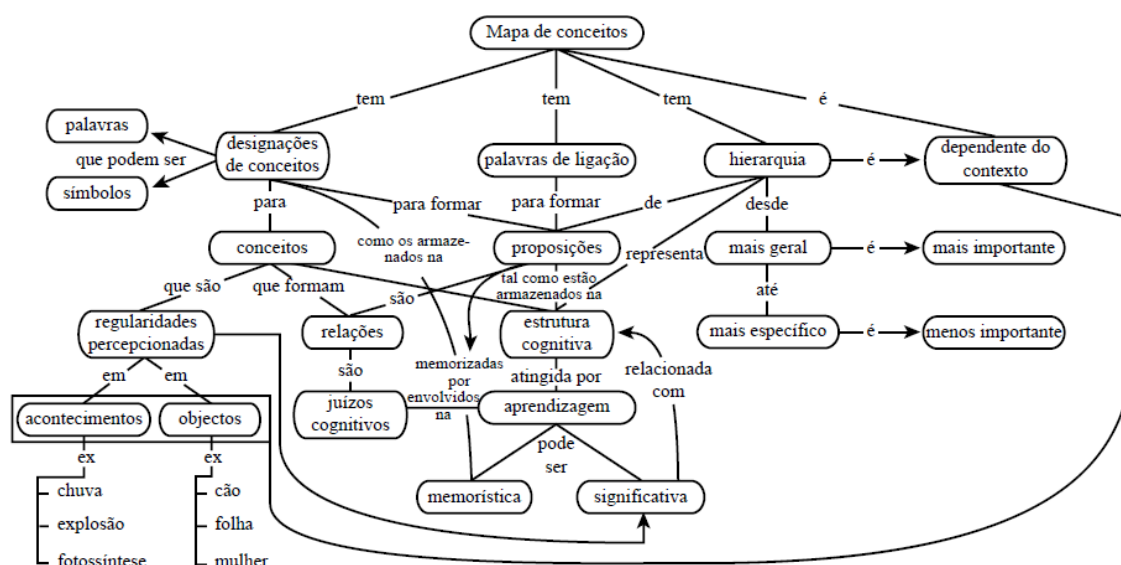 Mapa de conceitos
tem
tem
tem
é
palavras
que podem ser
símbolos
designações
de conceitos
palavras de ligação
hierarquia
é
dependente do
contexto
para
para formar
para formar
de
desde
conceitos
como os armaze-
nados na
proposições
representa
mais geral
é
mais importante
que são
que formam
são
tal como estão
armazenados na
até
regularidades
percepcionadas
relações
estrutura
cognitiva
mais específico
é
menos importante
em
em
são
memorizadas
por
envolvidos
na
atingida por
relacionada
com
acontecimentos
objectos
juízos
cognitivos
aprendizagem
ex
ex
pode
ser
chuva
cão
memorística
significativa
explosão
folha
fotossíntese
mulher